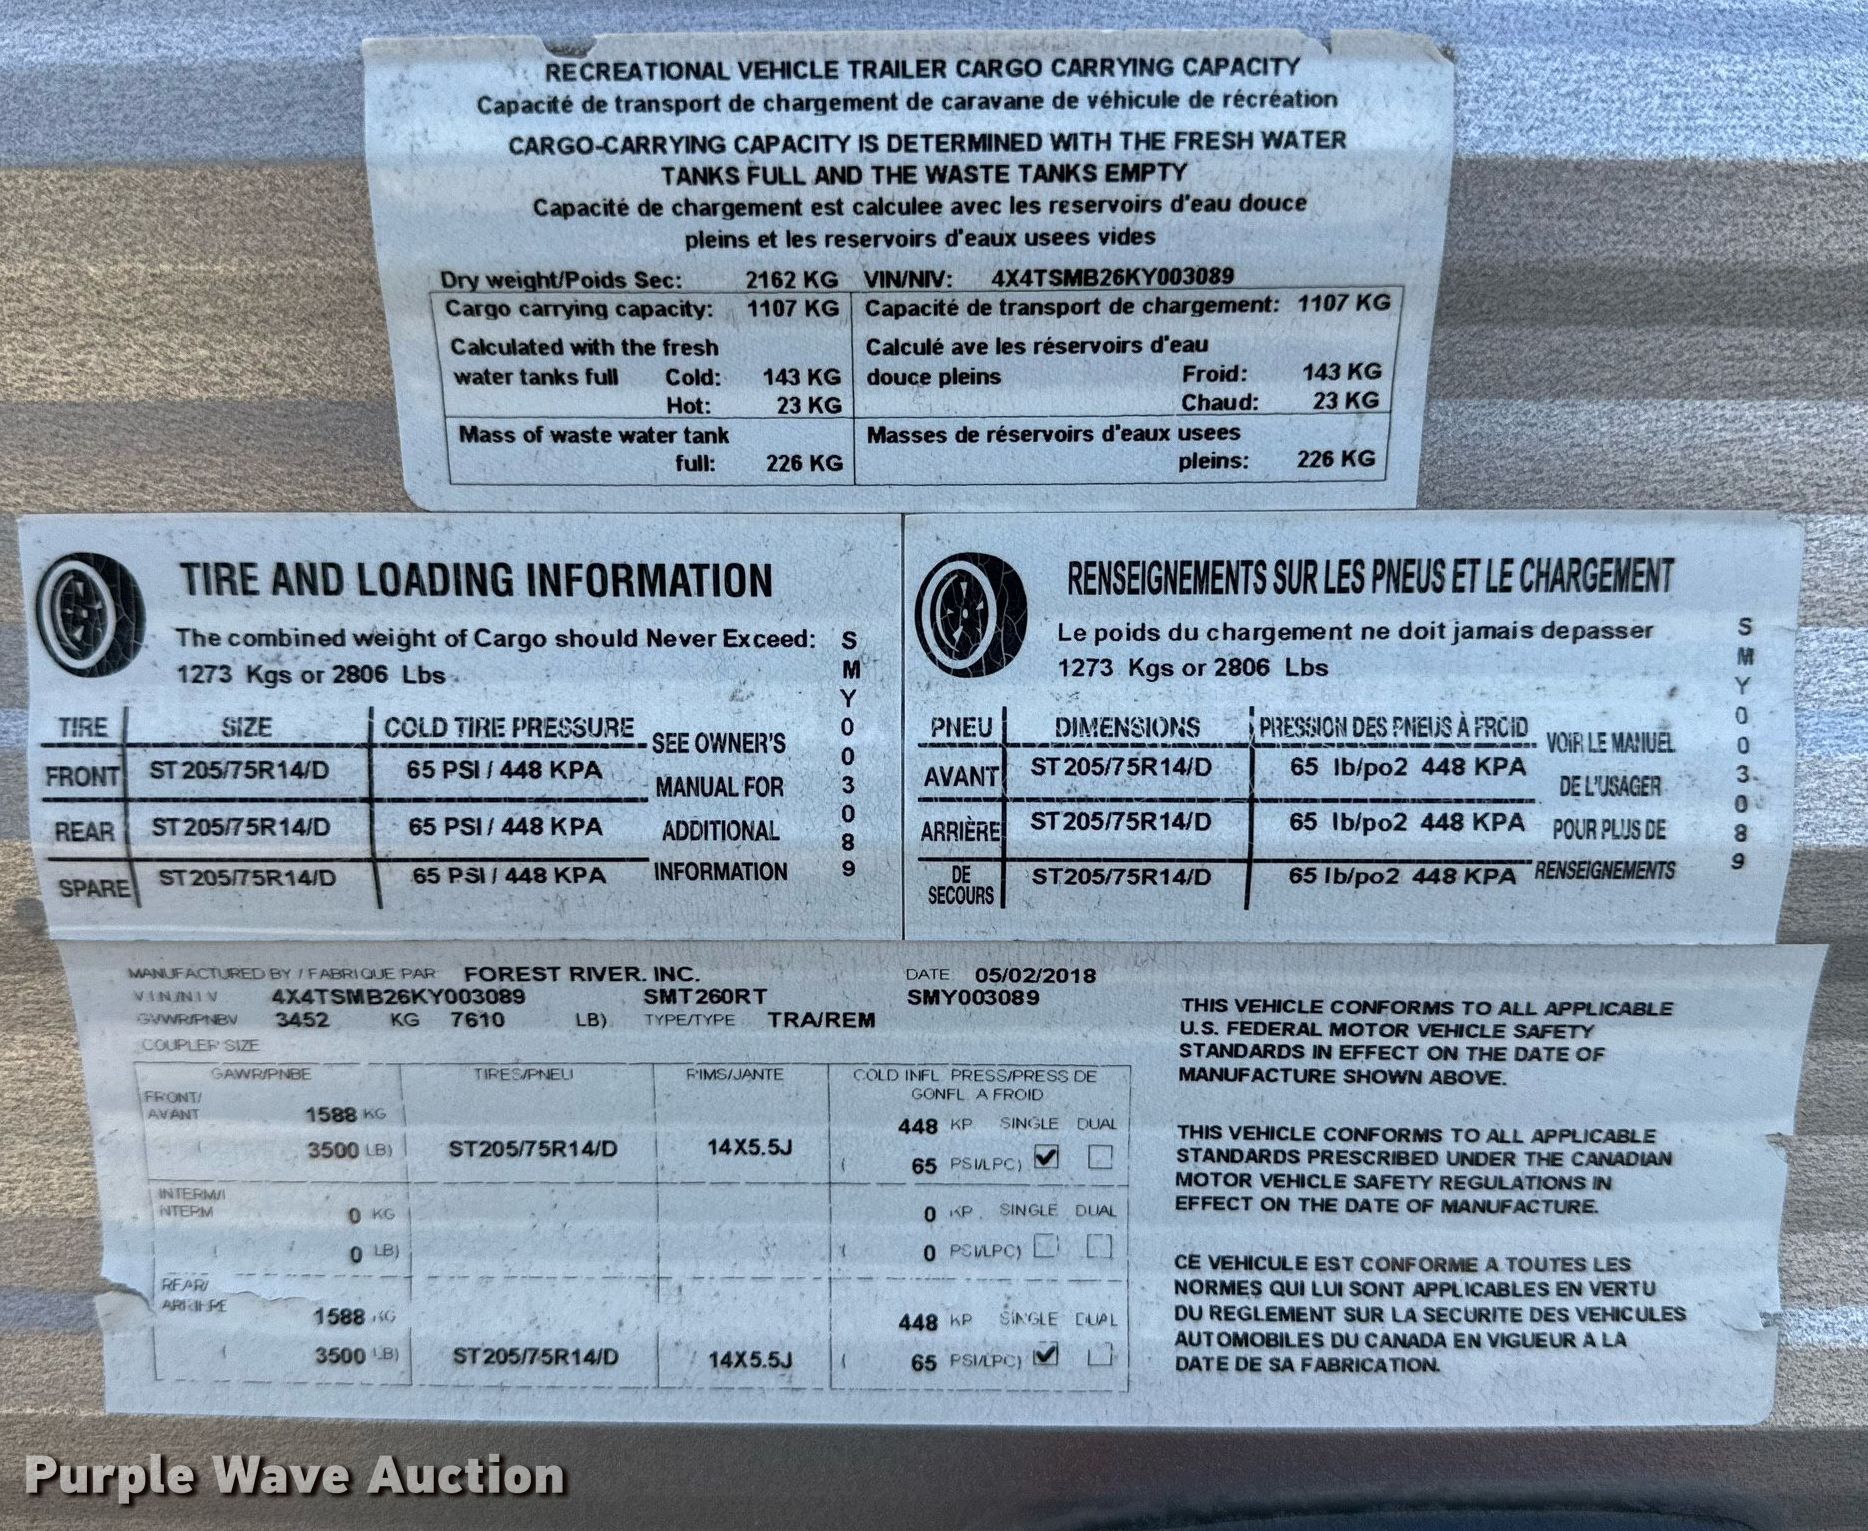 RECREATIONAL VEHICLE TRAILER CARGO CARRYING CAPACITY
Capacité de transport de chargement de caravane de véhicule de récréation
CARGO-CARRYING CAPACITY IS DETERMINED WITH THE FRESH WATER
TANKS FULL AND THE WASTE TANKS EMPTY
Capacité de chargement est calculee avec les reservoirs d'eau douce
pleins et les reservoirs d'eaux usees vides
Dry weight/Poids Sec: 2162 KG VIN/NIV: 4X4TSMB26KY003089
Cargo carrying capacity: 1107 KG Capacité de transport de chargement: 1107 KG
Calculated with the fresh Calculé ave les réservoirs d'eau
water tanks full Cold: 143 KG douce pleins Froid: 143 KG
Hot: 23 KG Chaud: 23 KG
Mass of waste water tank Masses de réservoirs d'eaux usees
full: 226 KG pleins: 226 KG
TIRE AND LOADING INFORMATION
The combined weight of Cargo should Never Exceed:
1273 Kgs or 2806 Lbs
TIRE SIZE COLD TIRE PRESSURE
FRONT ST205/75R14/D 65 PSI / 448 KPA
REAR ST205/75R14/D 65 PSI / 448 KPA
SPARE ST205/75R14/D 65 PSI / 448 KPA
SEE OWNER'S
MANUAL FOR
ADDITIONAL
INFORMATION
SMY003089
RENSEIGNEMENTS SUR LES PNEUS ET LE CHARGEMENT
Le poids du chargement ne doit jamais depasser
1273 Kgs or 2806 Lbs
PNEU DIMENSIONS PRESSION DES PNEUS À FROID
AVANT ST205/75R14/D 65 lb/po2 448 KPA
ARRIÈRE ST205/75R14/D 65 lb/po2 448 KPA
DE
SECOURS ST205/75R14/D 65 lb/po2 448 KPA
VOIR LE MANUEL
DE L'USAGER
POUR PLUS DE
RENSEIGNEMENTS
SMY003089
MANUFACTURED BY / FABRIQUE PAR FOREST RIVER. INC. DATE 05/02/2018
VIN/NIV 4X4TSMB26KY003089 SMT260RT SMY003089
GVWR/PNBV 3452 KG 7610 LB) TYPE/TYPE TRA/REM
COUPLER SIZE
GAWR/PNBE TIRES/PNEU RIMS/JANTE COLD INFL PRESS/PRESS DE
GONFL A FROID
FRONT/
AVANT 1588 KG 448 KP SINGLE DUAL
( 3500 LB) ST205/75R14/D 14X5.5J ( 65 PSI/LPC)
INTERM/I
NTERM 0 KG 0 KP SINGLE DUAL
( 0 LB) ( 0 PSI/LPC)
REAR/
ARRIERE 1588 KG 448 KP SINGLE DUAL
( 3500 LB) ST205/75R14/D 14X5.5J ( 65 PSI/LPC)
THIS VEHICLE CONFORMS TO ALL APPLICABLE
U.S. FEDERAL MOTOR VEHICLE SAFETY
STANDARDS IN EFFECT ON THE DATE OF
MANUFACTURE SHOWN ABOVE.
THIS VEHICLE CONFORMS TO ALL APPLICABLE
STANDARDS PRESCRIBED UNDER THE CANADIAN
MOTOR VEHICLE SAFETY REGULATIONS IN
EFFECT ON THE DATE OF MANUFACTURE.
CE VEHICULE EST CONFORME A TOUTES LES
NORMES QUI LUI SONT APPLICABLES EN VERTU
DU REGLEMENT SUR LA SECURITE DES VEHICULES
AUTOMOBILES DU CANADA EN VIGUEUR A LA
DATE DE SA FABRICATION.
Purple Wave Auction